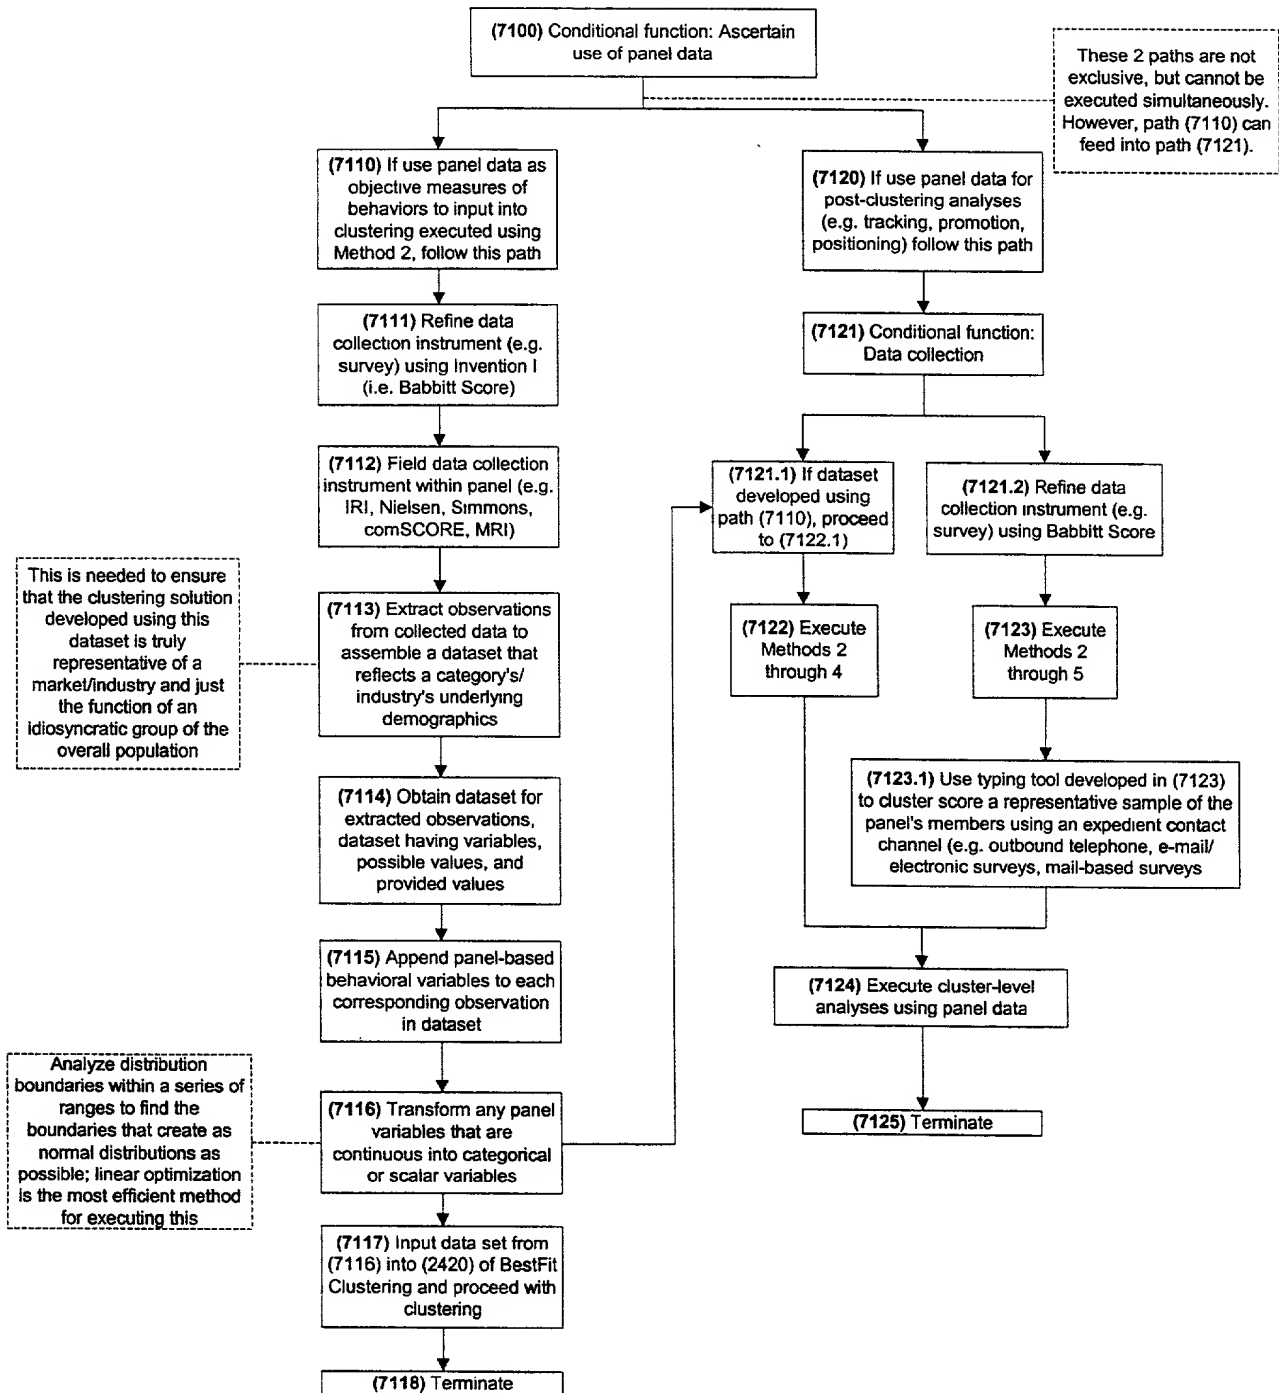 (7100) Conditional function: Ascertain
use of panel data
These 2 paths are not
exclusive, but cannot be
executed simultaneously.
However, path (7110) can
feed into path (7121).
(7110) If use panel data as
objective measures of
behaviors to input into
clustering executed using
Method 2, follow this path
(7120) If use panel data for
post-clustering analyses
(e.g. tracking, promotion,
positioning) follow this path
(7111) Refine data
collection instrument (e.g.
survey) using Invention I
(i.e. Babbitt Score)
(7121) Conditional function:
Data collection
(7112) Field data collection
instrument within panel (e.g.
IRI, Nielsen, Simmons,
comSCORE, MRI)
(7121.1) If dataset
developed using
path (7110), proceed
to (7122.1)
(7121.2) Refine data
collection instrument (e.g.
survey) using Babbitt Score
This is needed to ensure
that the clustering solution
developed using this
dataset is truly
representative of a
market/industry and just
the function of an
idiosyncratic group of the
overall population
(7113) Extract observations
from collected data to
assemble a dataset that
reflects a category's/
industry's underlying
demographics
(7122) Execute
Methods 2
through 4
(7123) Execute
Methods 2
through 5
(7114) Obtain dataset for
extracted observations,
dataset having variables,
possible values, and
provided values
(7123.1) Use typing tool developed in (7123)
to cluster score a representative sample of the
panel's members using an expedient contact
channel (e.g. outbound telephone, e-mail/
electronic surveys, mail-based surveys
(7115) Append panel-based
behavioral variables to each
corresponding observation
in dataset
(7124) Execute cluster-level
analyses using panel data
Analyze distribution
boundaries within a series of
ranges to find the
boundaries that create as
normal distributions as
possible; linear optimization
is the most efficient method
for executing this
(7116) Transform any panel
variables that are
continuous into categorical
or scalar variables
(7125) Terminate
(7117) Input data set from
(7116) into (2420) of BestFit
Clustering and proceed with
clustering
(7118) Terminate